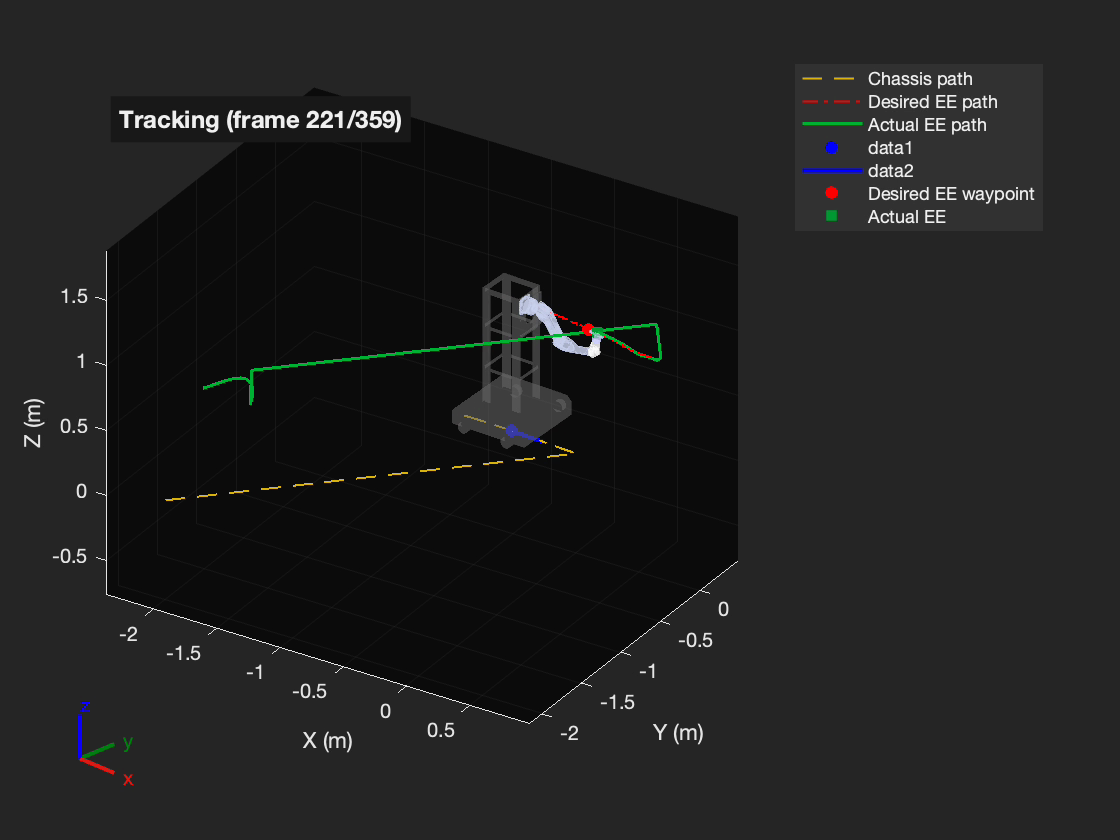 Tracking (frame 221/359)
Chassis path
Desired EE path
Actual EE path
data1
data2
Desired EE waypoint
Actual EE
1.5
1
0.5
0
-0.5
Z (m)
-2
-1.5
-1
-0.5
0
0.5
X (m)
0
-0.5
-1
-1.5
-2
Y (m)
z
y
x